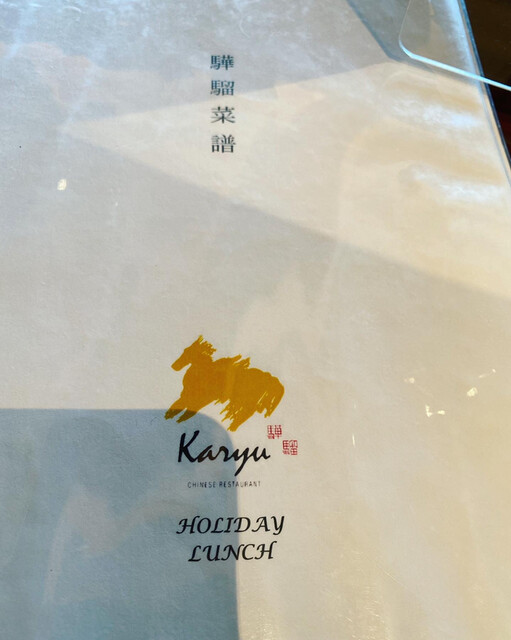 驊騮菜譜
Karyu
驊騮
CHINESE RESTAURANT
HOLIDAY
LUNCH